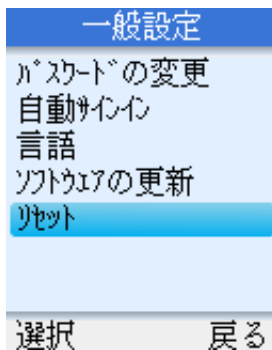 一般設定
ﾊﾟｽﾜｰﾄﾞの変更
自動ｻｲﾝｲﾝ
言語
ｿﾌﾄｳｪｱの更新
ﾘｾｯﾄ
選択 戻る